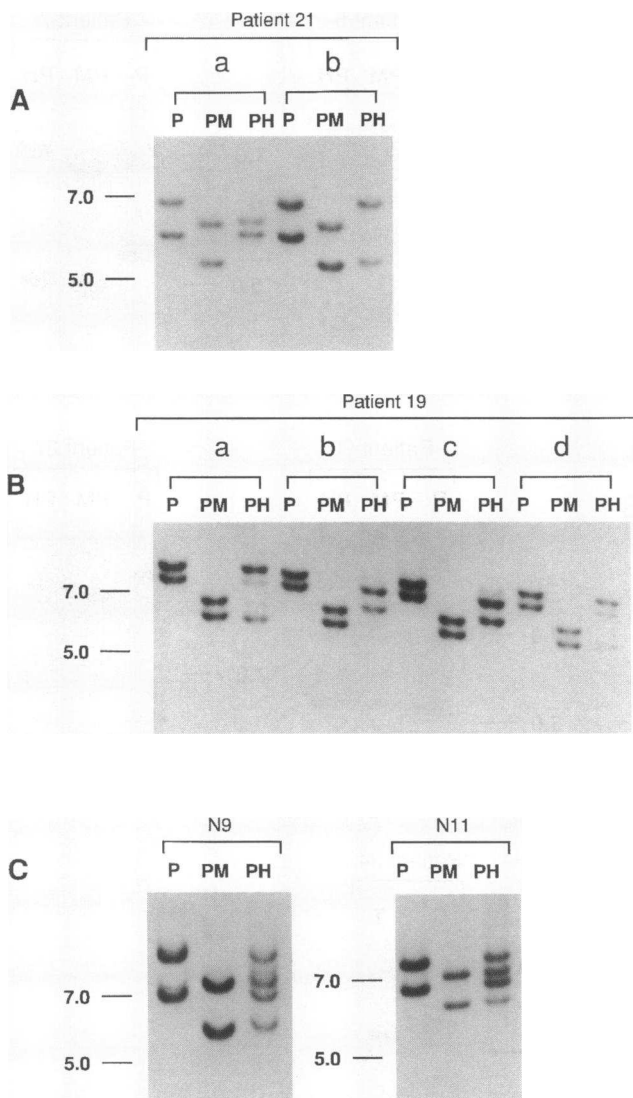 Patient 21
a b
A
P PM PH P PM PH
7.0
5.0
Patient 19
a b c d
B
P PM PH P PM PH P PM PH P PM PH
7.0
5.0
N9 N11
C
P PM PH P PM PH
7.0 7.0
5.0 5.0